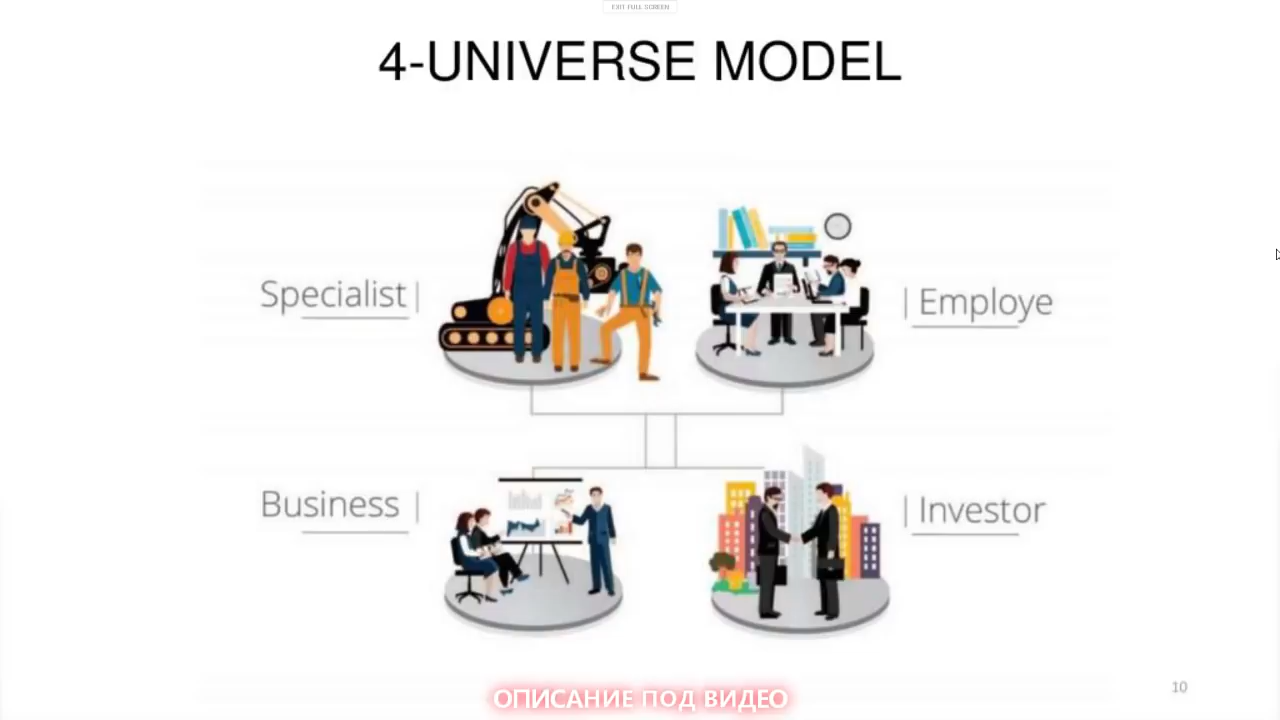 EXIT FULL SCREEN
4-UNIVERSE MODEL
Specialist |
| Employe
Business |
| Investor
10
ОПИСАНИЕ ПОД ВИДЕО